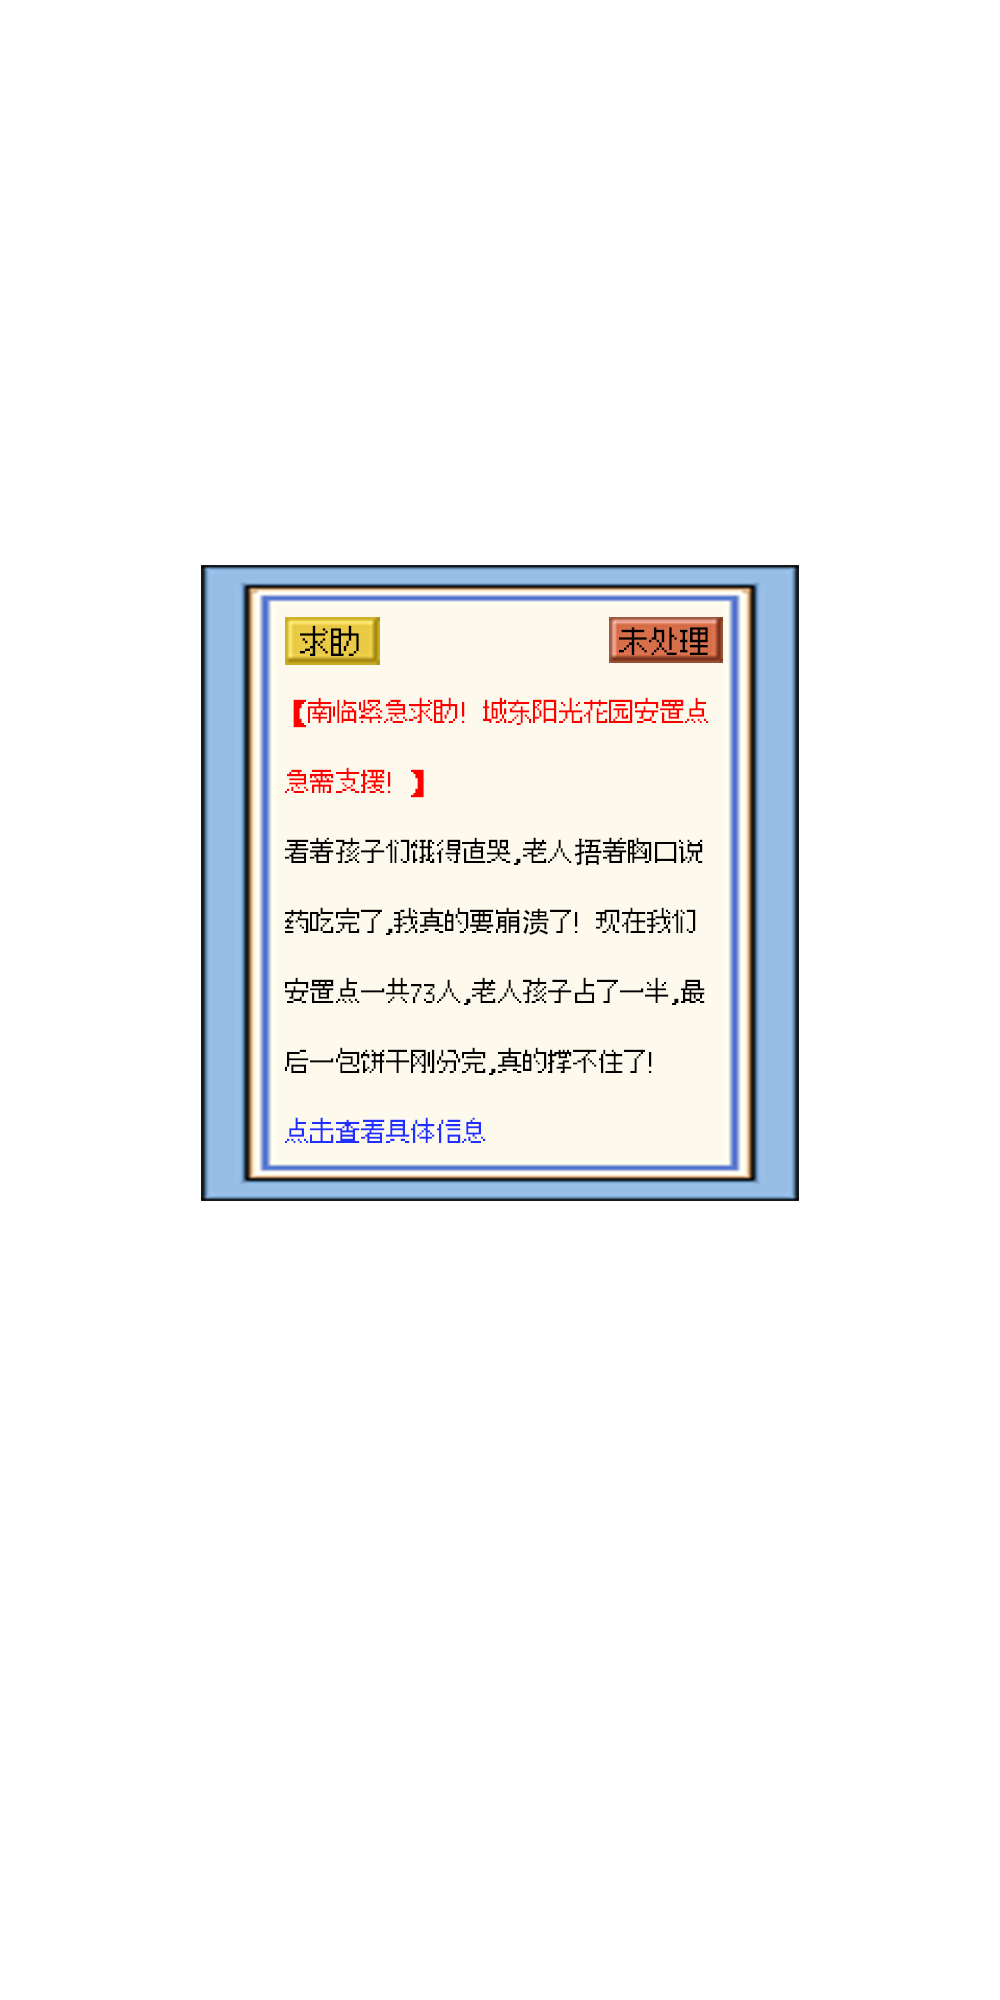 求助
未处理
【南临紧急求助！城东阳光花园安置点
急需支援！】
看着孩子们饿得直哭,老人捂着胸口说
药吃完了,我真的要崩溃了！现在我们
安置点一共73人,老人孩子占了一半,最
后一包饼干刚分完,真的撑不住了!
点击查看具体信息